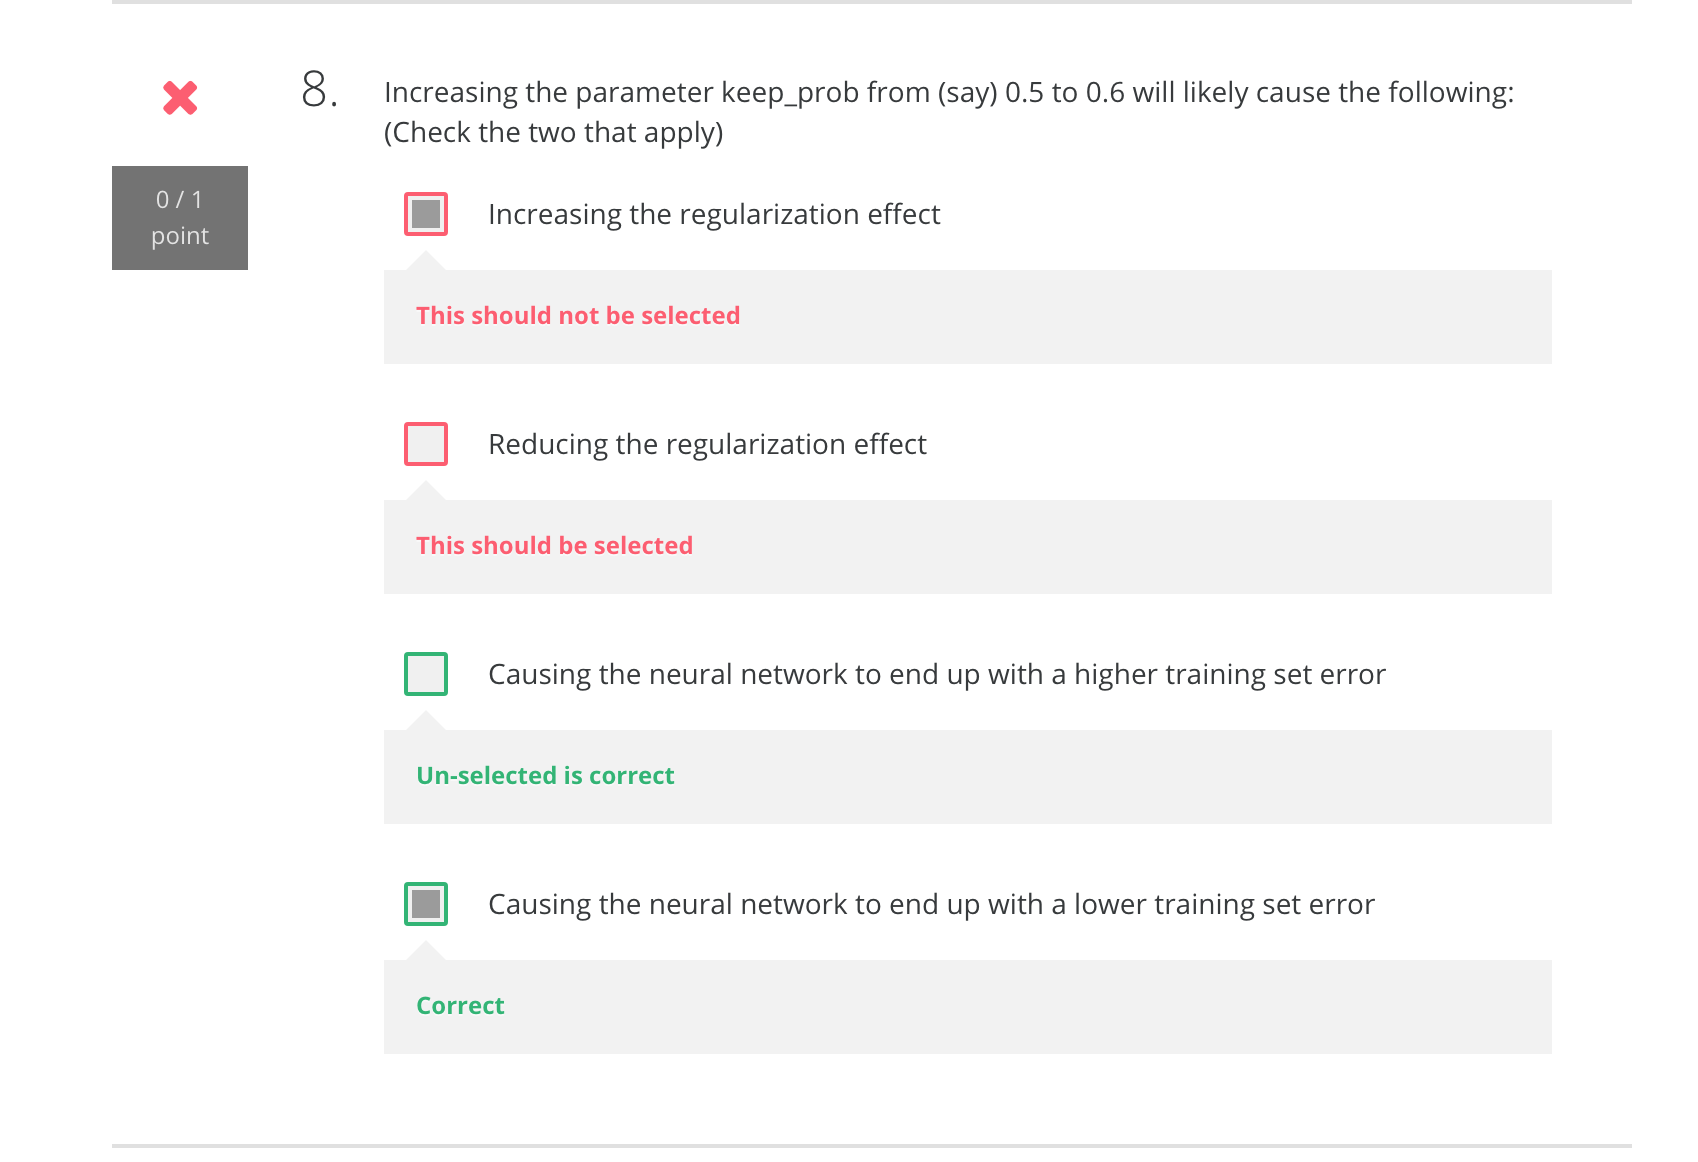 8.
Increasing the parameter keep_prob from (say) 0.5 to 0.6 will likely cause the following:
(Check the two that apply)
0 / 1
point
Increasing the regularization effect
This should not be selected
Reducing the regularization effect
This should be selected
Causing the neural network to end up with a higher training set error
Un-selected is correct
Causing the neural network to end up with a lower training set error
Correct